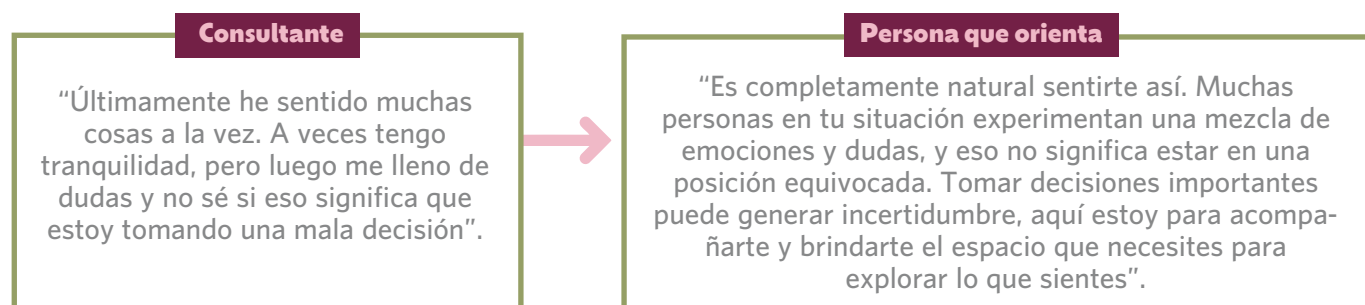 Consultante
“Últimamente he sentido muchas
cosas a la vez. A veces tengo
tranquilidad, pero luego me lleno de
dudas y no sé si eso significa que
estoy tomando una mala decisión”.
Persona que orienta
“Es completamente natural sentirte así. Muchas
personas en tu situación experimentan una mezcla de
emociones y dudas, y eso no significa estar en una
posición equivocada. Tomar decisiones importantes
puede generar incertidumbre, aquí estoy para acompa-
ñarte y brindarte el espacio que necesites para
explorar lo que sientes”.